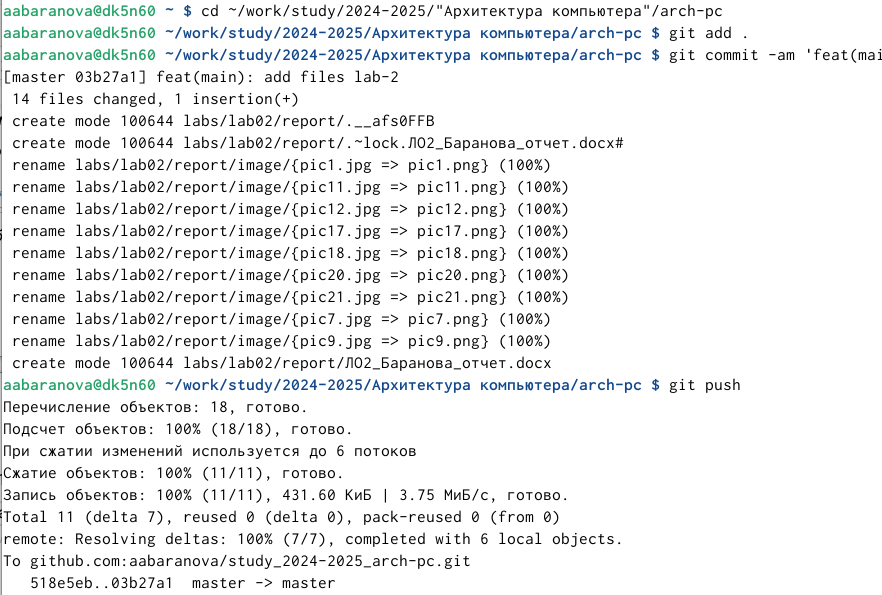 aabaranova@dk5n60 ~ $ cd ~/work/study/2024-2025/"Архитектура компьютера"/arch-pc
aabaranova@dk5n60 ~/work/study/2024-2025/Архитектура компьютера/arch-pc $ git add .
aabaranova@dk5n60 ~/work/study/2024-2025/Архитектура компьютера/arch-pc $ git commit -am 'feat(mai
[master 03b27a1] feat(main): add files lab-2
 14 files changed, 1 insertion(+)
 create mode 100644 labs/lab02/report/.__afs0FFB
 create mode 100644 labs/lab02/report/.~lock.ЛО2_Баранова_отчет.docx#
 rename labs/lab02/report/image/{pic1.jpg => pic1.png} (100%)
 rename labs/lab02/report/image/{pic11.jpg => pic11.png} (100%)
 rename labs/lab02/report/image/{pic12.jpg => pic12.png} (100%)
 rename labs/lab02/report/image/{pic17.jpg => pic17.png} (100%)
 rename labs/lab02/report/image/{pic18.jpg => pic18.png} (100%)
 rename labs/lab02/report/image/{pic20.jpg => pic20.png} (100%)
 rename labs/lab02/report/image/{pic21.jpg => pic21.png} (100%)
 rename labs/lab02/report/image/{pic7.jpg => pic7.png} (100%)
 rename labs/lab02/report/image/{pic9.jpg => pic9.png} (100%)
 create mode 100644 labs/lab02/report/ЛО2_Баранова_отчет.docx
aabaranova@dk5n60 ~/work/study/2024-2025/Архитектура компьютера/arch-pc $ git push
Перечисление объектов: 18, готово.
Подсчет объектов: 100% (18/18), готово.
При сжатии изменений используется до 6 потоков
Сжатие объектов: 100% (11/11), готово.
Запись объектов: 100% (11/11), 431.60 КиБ | 3.75 МиБ/с, готово.
Total 11 (delta 7), reused 0 (delta 0), pack-reused 0 (from 0)
remote: Resolving deltas: 100% (7/7), completed with 6 local objects.
To github.com:aabaranova/study_2024-2025_arch-pc.git
   518e5eb..03b27a1  master -> master